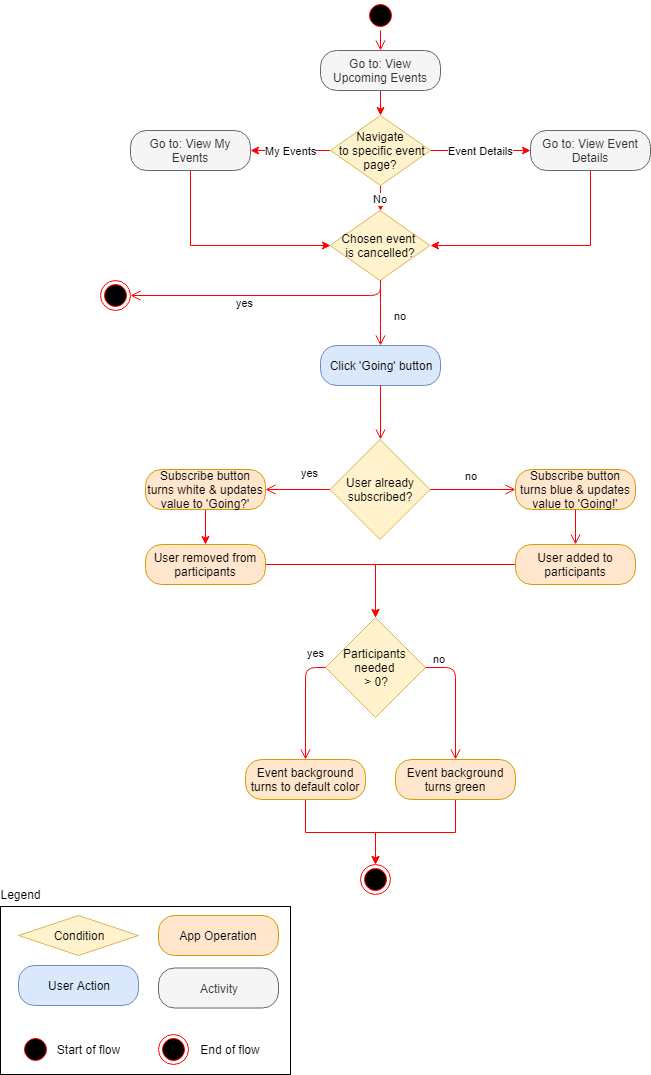 Go to: View
Upcoming Events
Navigate
to specific event
page?
Go to: View My
Events
My Events
Event Details
Go to: View Event
Details
No
Chosen event
is cancelled?
yes
no
Click 'Going' button
User already
subscribed?
yes
no
Subscribe button
turns white & updates
value to 'Going?'
Subscribe button
turns blue & updates
value to 'Going!'
User removed from
participants
User added to
participants
Participants
needed
> 0?
yes
no
Event background
turns to default color
Event background
turns green
Legend
Condition
App Operation
User Action
Activity
Start of flow
End of flow